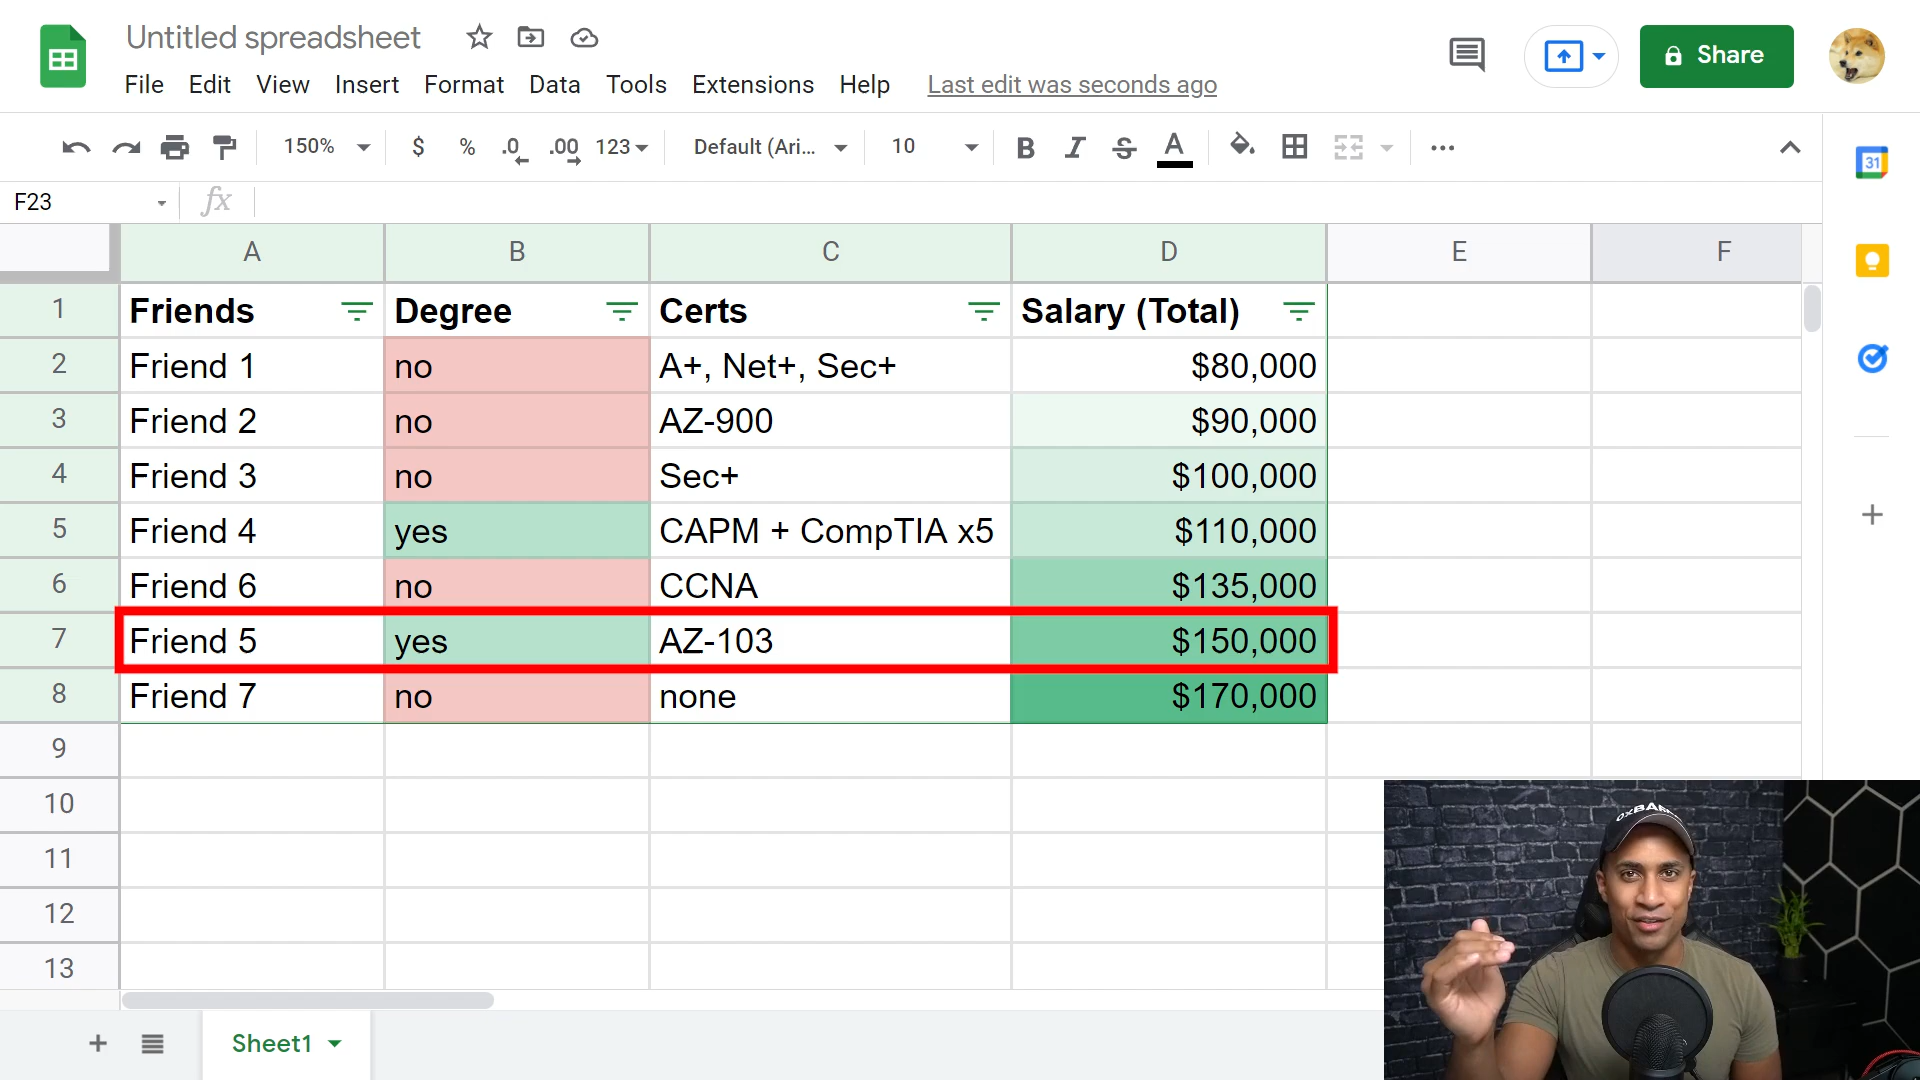 Untitled spreadsheet
File Edit View Insert Format Data Tools Extensions Help Last edit was seconds ago
Share
150% $ % .0 .00 123 Default (Ari... 10 B I S A
31
F23 fx
A B C D E F
1 Friends Degree Certs Salary (Total)
2 Friend 1 no A+, Net+, Sec+ $80,000
3 Friend 2 no AZ-900 $90,000
4 Friend 3 no Sec+ $100,000
5 Friend 4 yes CAPM + CompTIA x5 $110,000
6 Friend 6 no CCNA $135,000
7 Friend 5 yes AZ-103 $150,000
8 Friend 7 no none $170,000
9
10
11
12
13
Sheet1